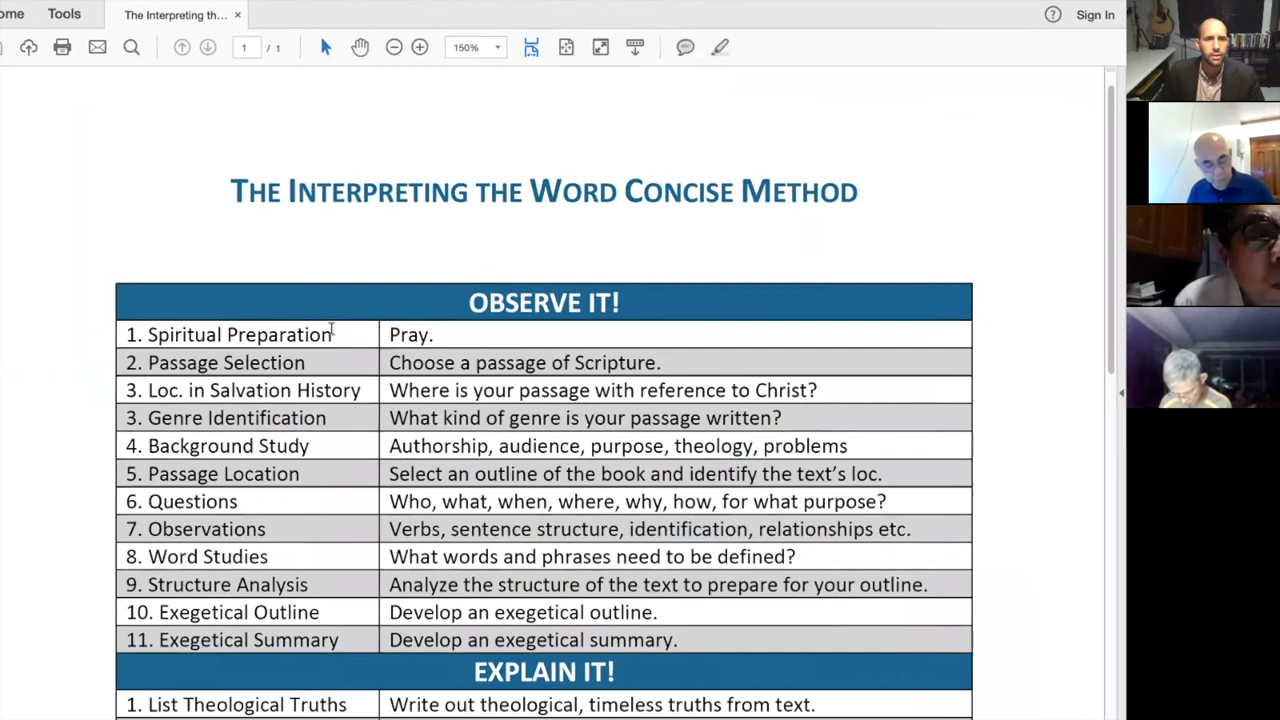 ome Tools The Interpreting th... × Sign In
1 / 1 150%
THE INTERPRETING THE WORD CONCISE METHOD
OBSERVE IT!
1. Spiritual Preparation Pray.
2. Passage Selection Choose a passage of Scripture.
3. Loc. in Salvation History Where is your passage with reference to Christ?
3. Genre Identification What kind of genre is your passage written?
4. Background Study Authorship, audience, purpose, theology, problems
5. Passage Location Select an outline of the book and identify the text's loc.
6. Questions Who, what, when, where, why, how, for what purpose?
7. Observations Verbs, sentence structure, identification, relationships etc.
8. Word Studies What words and phrases need to be defined?
9. Structure Analysis Analyze the structure of the text to prepare for your outline.
10. Exegetical Outline Develop an exegetical outline.
11. Exegetical Summary Develop an exegetical summary.
EXPLAIN IT!
1. List Theological Truths Write out theological, timeless truths from text.